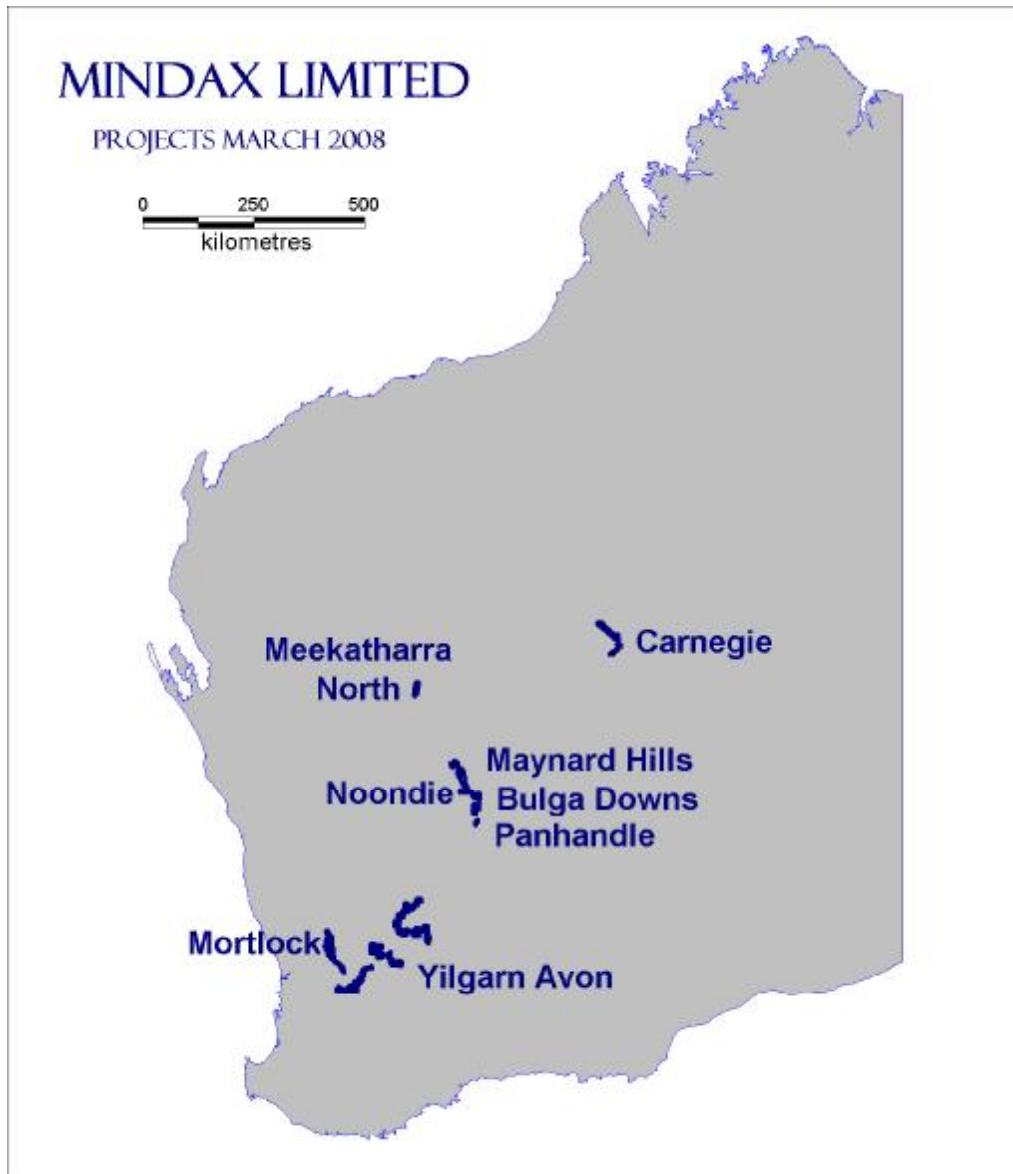 MINDAX LIMITED
PROJECTS MARCH 2008
0 250 500
kilometres
Carnegie
Meekatharra
North
Maynard Hills
Noondie
Bulga Downs
Panhandle
Mortlock
Yilgarn Avon